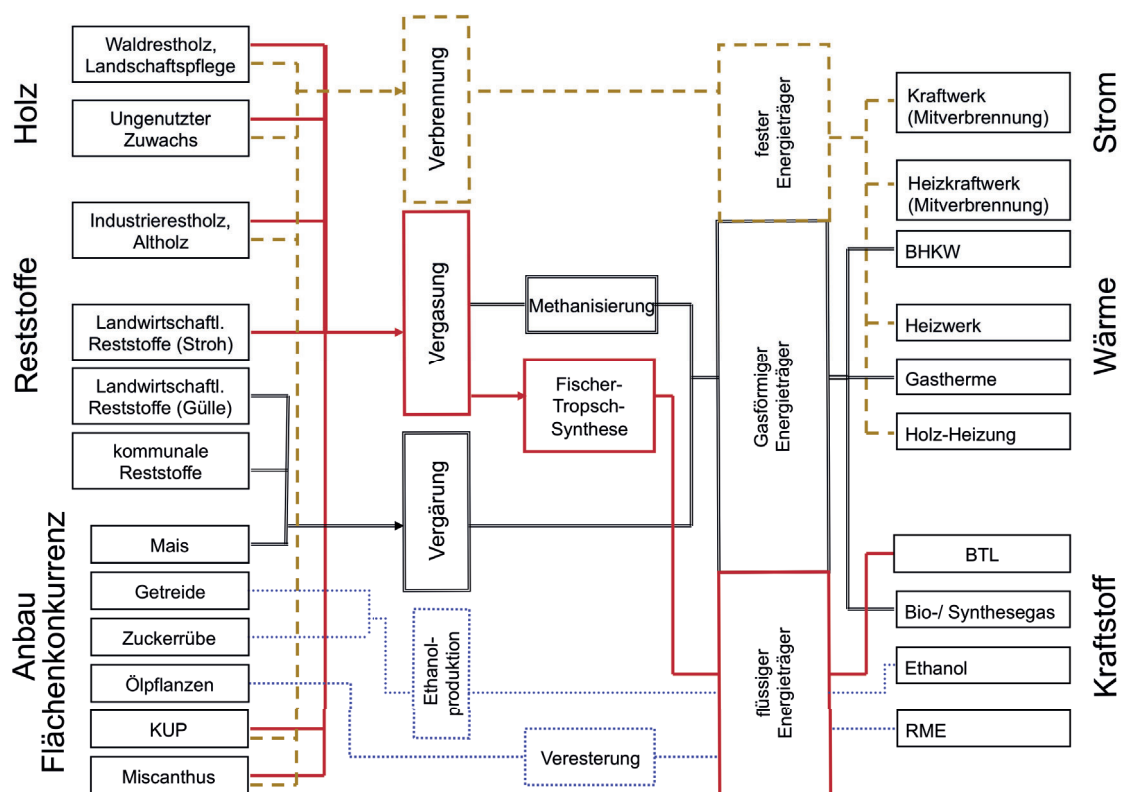 Holz
Waldrestholz,
Landschaftspflege
Ungenutzter
Zuwachs
Reststoffe
Industrierestholz,
Altholz
Landwirtschaftl.
Reststoffe (Stroh)
Landwirtschaftl.
Reststoffe (Gülle)
kommunale
Reststoffe
Anbau
Flächenkonkurrenz
Mais
Getreide
Zuckerrübe
Ölpflanzen
KUP
Miscanthus
Verbrennung
Vergasung
Vergärung
Ethanol-
produktion
Methanisierung
Fischer-
Tropsch-
Synthese
Veresterung
fester
Energieträger
Gasförmiger
Energieträger
flüssiger
Energieträger
Strom
Kraftwerk
(Mitverbrennung)
Heizkraftwerk
(Mitverbrennung)
BHKW
Wärme
Heizwerk
Gastherme
Holz-Heizung
Kraftstoff
BTL
Bio-/ Synthesegas
Ethanol
RME